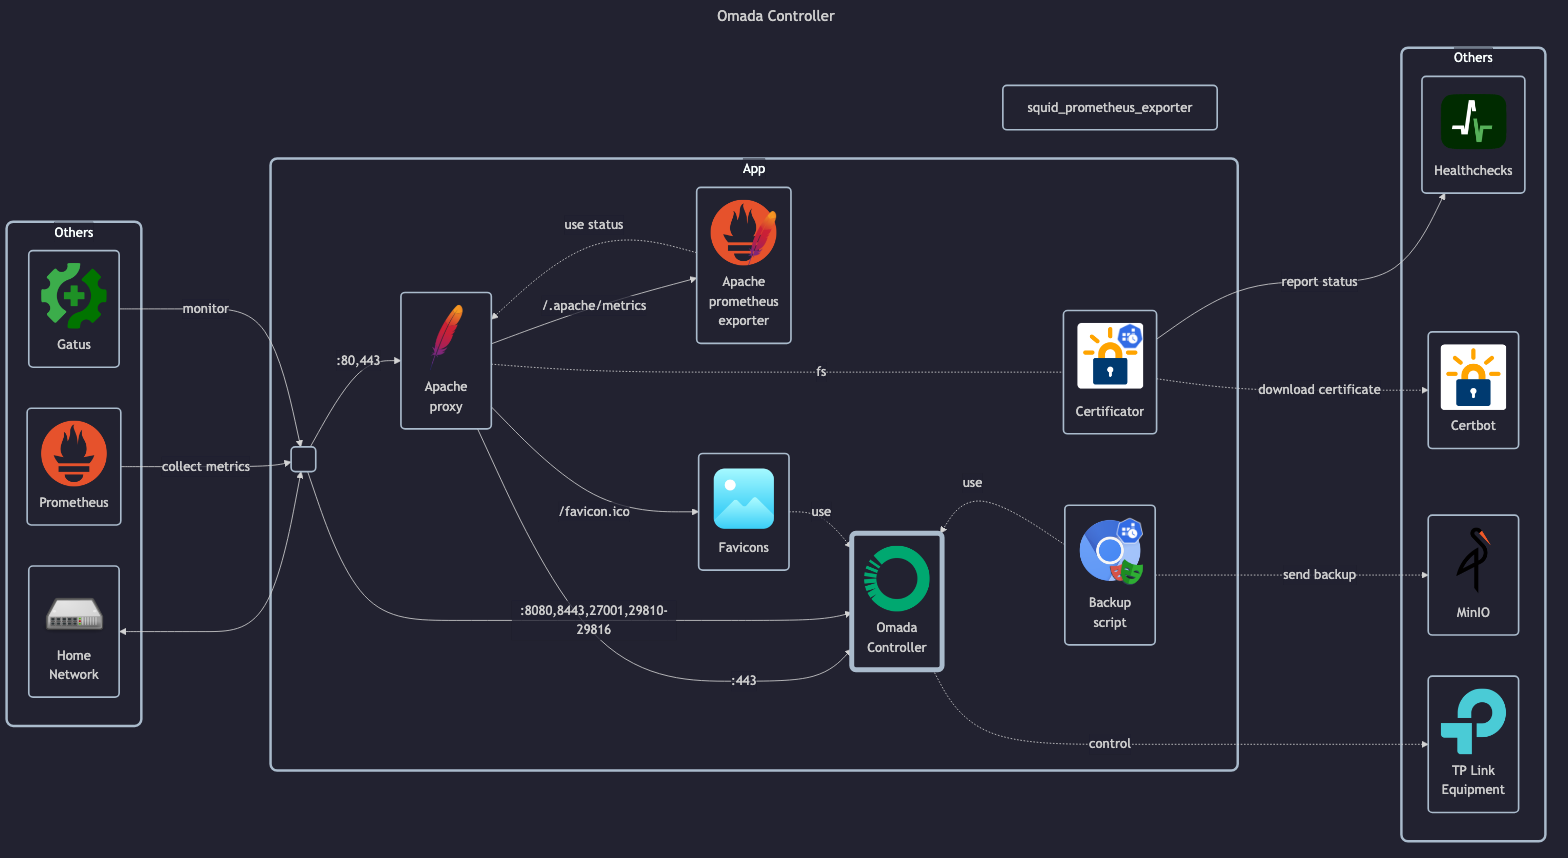 Omada Controller
Others
Gatus
Prometheus
Home
Network
monitor
collect metrics
App
:80,443
Apache
proxy
use status
/.apache/metrics
Apache
prometheus
exporter
fs
/favicon.ico
Favicons
use
:8080,8443,27001,29810-
29816
:443
Omada
Controller
use
squid_prometheus_exporter
Certificator
Backup
script
report status
download certificate
send backup
control
Others
Healthchecks
Certbot
MinIO
TP Link
Equipment